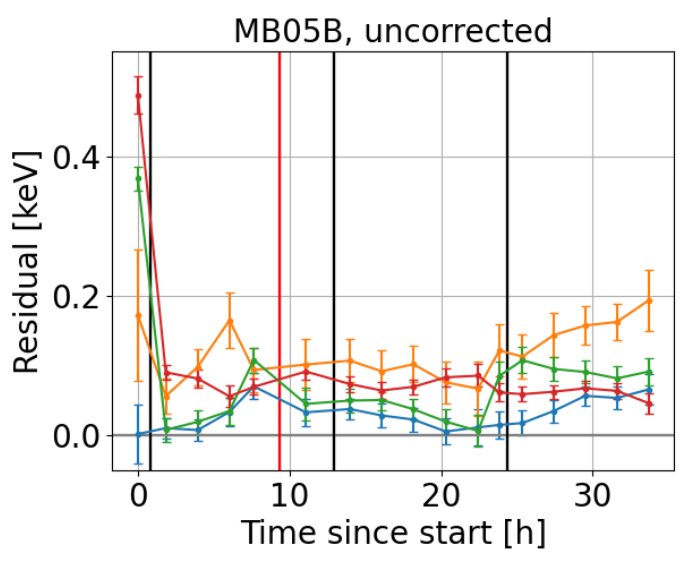 MB05B, uncorrected
Residual [keV]
0.4
0.2
0.0
0 10 20 30
Time since start [h]